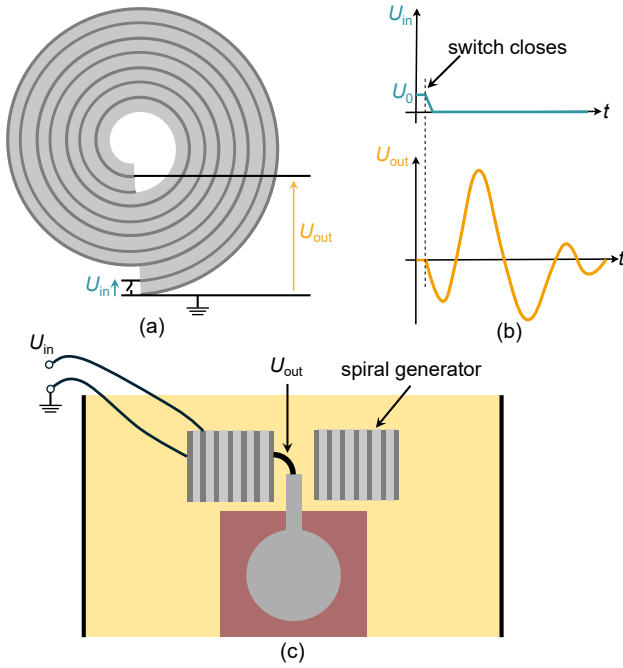 U_in
switch closes
U_0
t
U_out
t
U_out
U_in
(a)
(b)
U_in
U_out
spiral generator
(c)